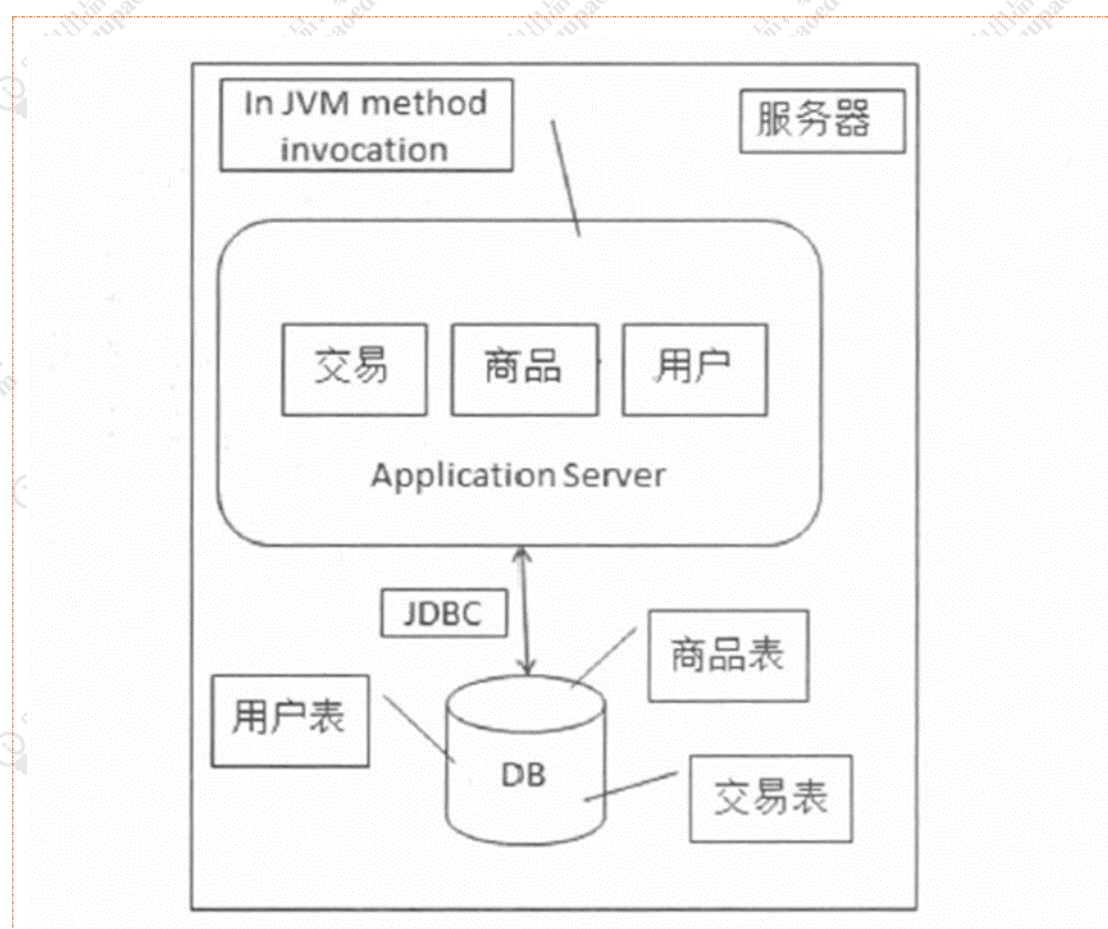 In JVM method
invocation
服务器
交易
商品
用户
Application Server
JDBC
商品表
用户表
DB
交易表